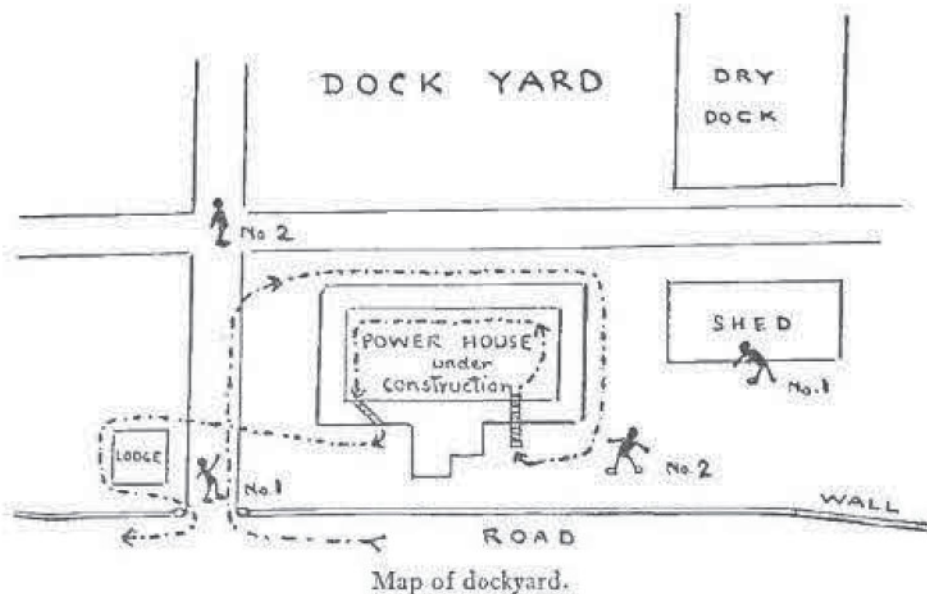 DOCK YARD
DRY
DOCK
No. 2
POWER HOUSE
under
Construction
SHED
No. 1
LODGE
No. 1
No. 2
WALL
ROAD
Map of dockyard.